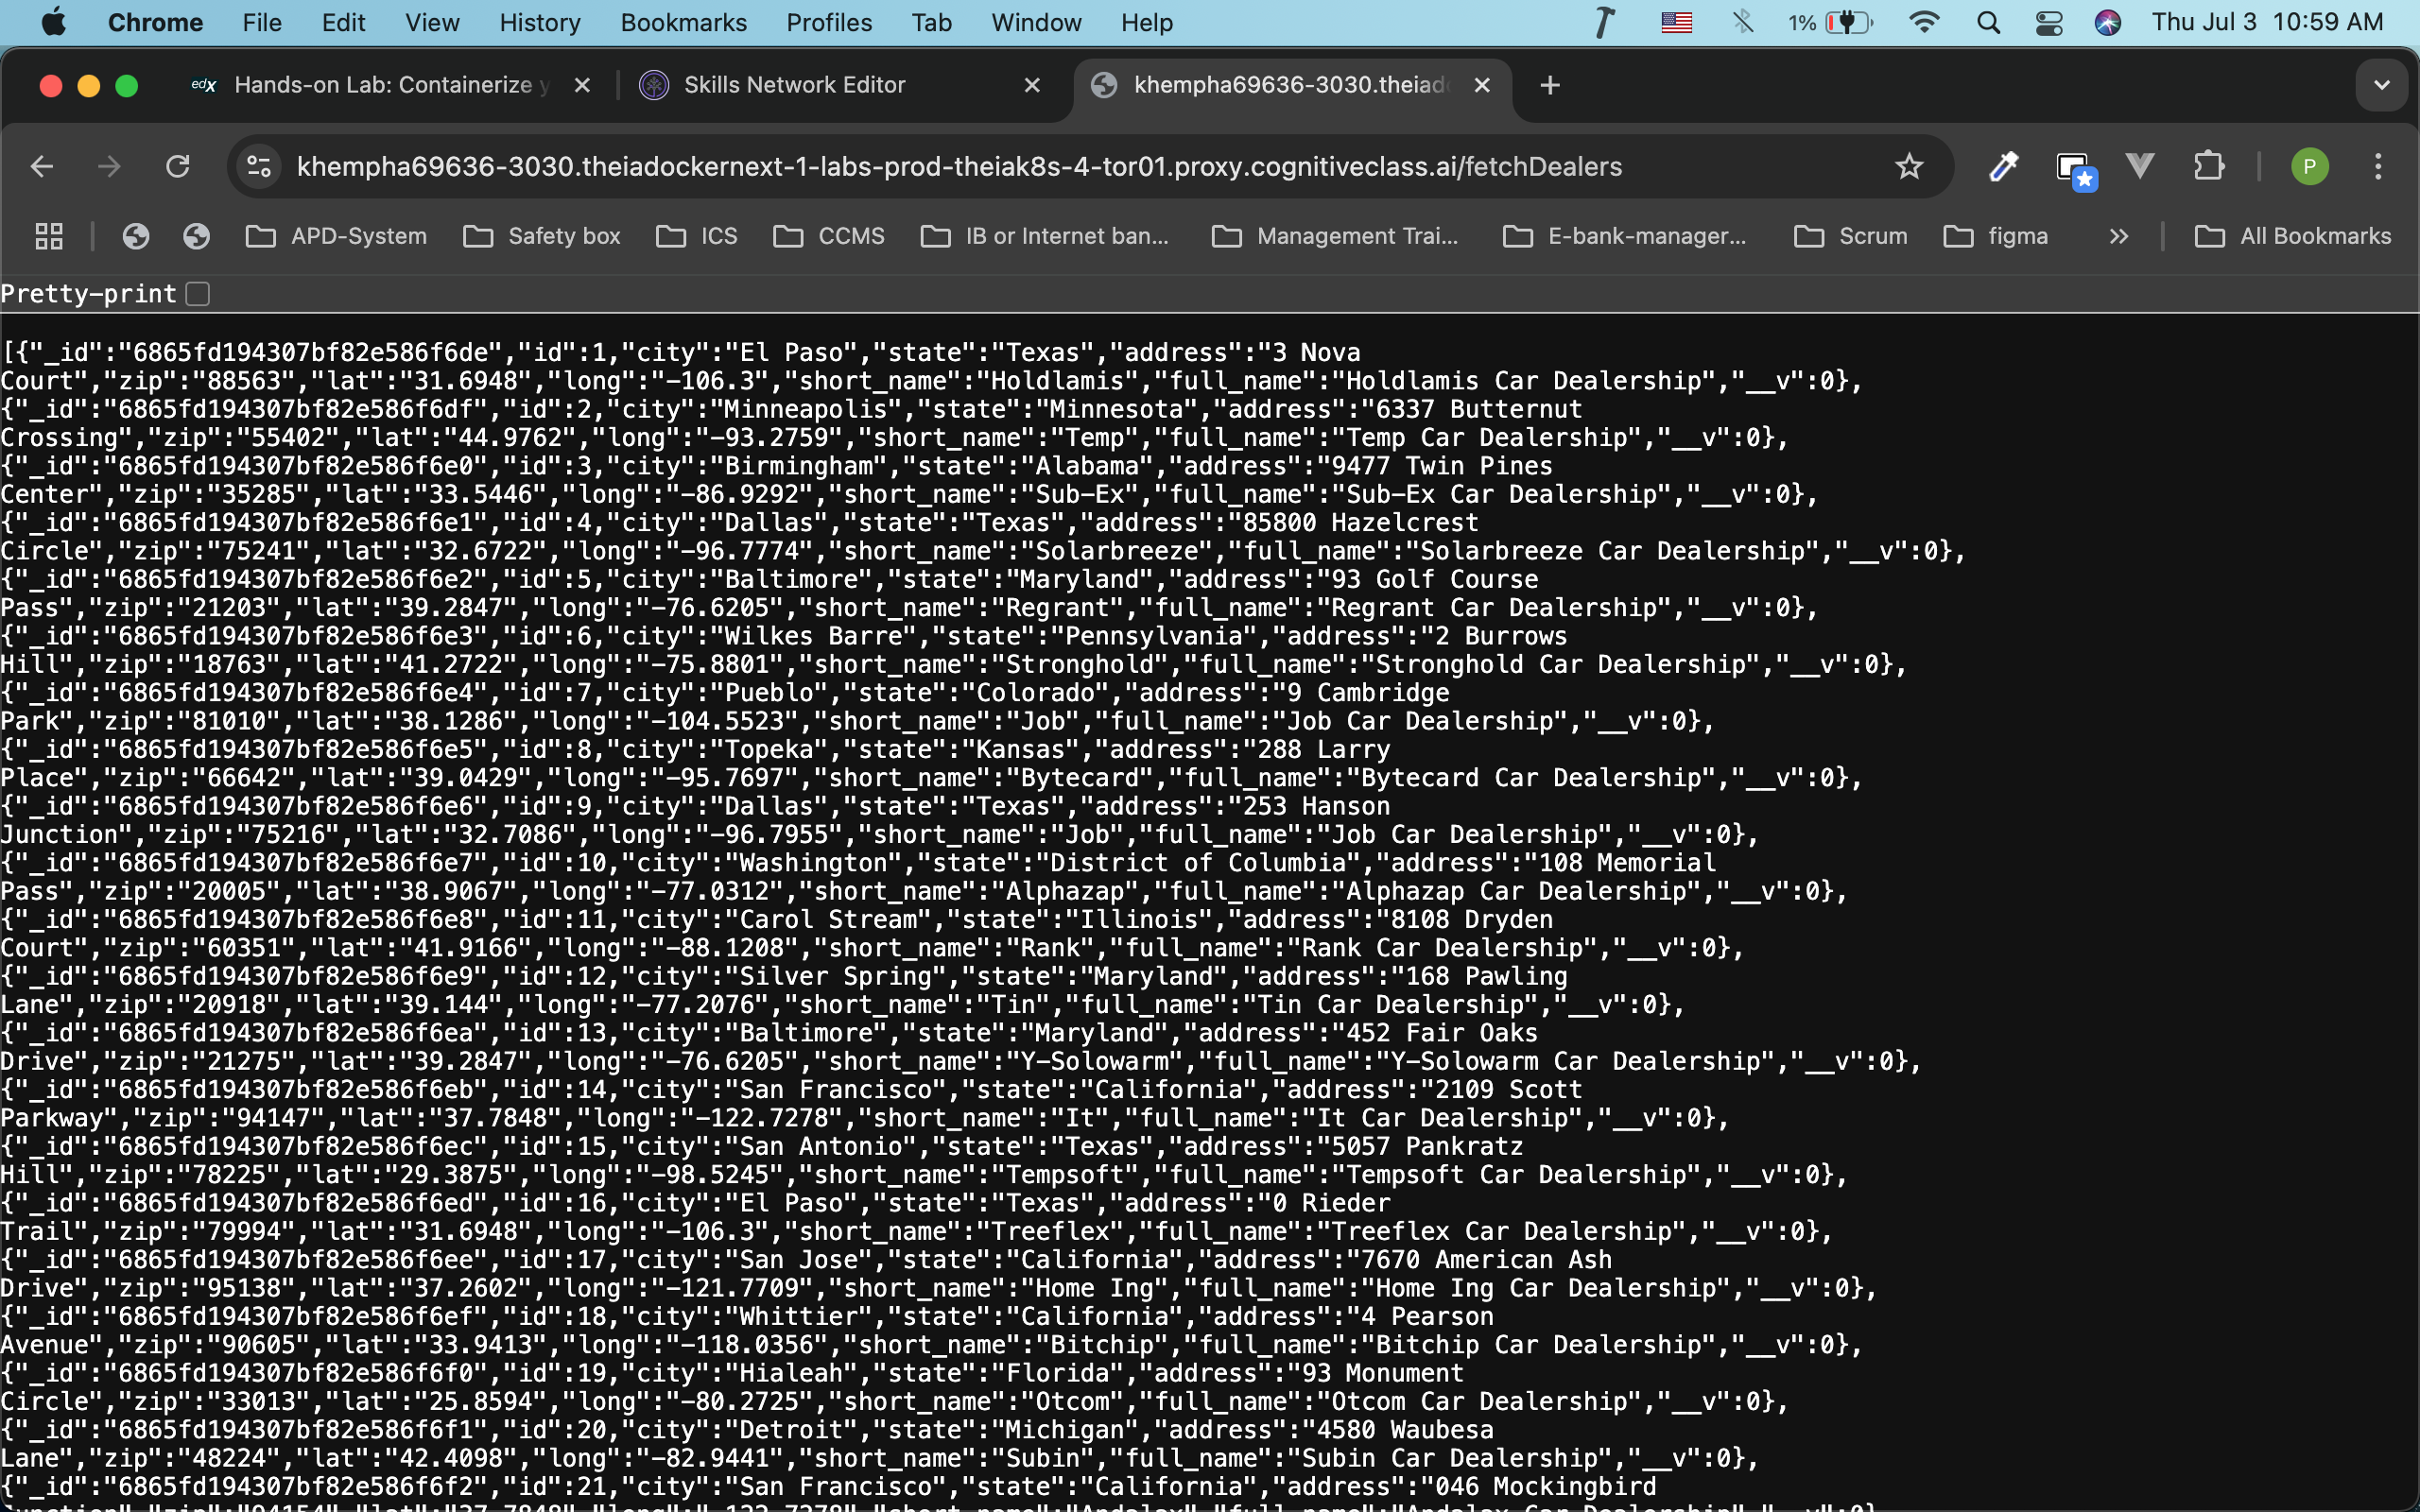 Chrome File Edit View History Bookmarks Profiles Tab Window Help 1% Thu Jul 3 10:59 AM
edX Hands-on Lab: Containerize y Skills Network Editor khempha69636-3030.theiado
khempha69636-3030.theiadockernext-1-labs-prod-theiak8s-4-tor01.proxy.cognitiveclass.ai/fetchDealers P
APD-System Safety box ICS CCMS IB or Internet ban... Management Trai... E-bank-manager... Scrum figma » All Bookmarks
Pretty-print
[{"_id":"6865fd194307bf82e586f6de","id":1,"city":"El Paso","state":"Texas","address":"3 Nova
Court","zip":"88563","lat":"31.6948","long":"-106.3","short_name":"Holdlamis","full_name":"Holdlamis Car Dealership","__v":0},
{"_id":"6865fd194307bf82e586f6df","id":2,"city":"Minneapolis","state":"Minnesota","address":"6337 Butternut
Crossing","zip":"55402","lat":"44.9762","long":"-93.2759","short_name":"Temp","full_name":"Temp Car Dealership","__v":0},
{"_id":"6865fd194307bf82e586f6e0","id":3,"city":"Birmingham","state":"Alabama","address":"9477 Twin Pines
Center","zip":"35285","lat":"33.5446","long":"-86.9292","short_name":"Sub-Ex","full_name":"Sub-Ex Car Dealership","__v":0},
{"_id":"6865fd194307bf82e586f6e1","id":4,"city":"Dallas","state":"Texas","address":"85800 Hazelcrest
Circle","zip":"75241","lat":"32.6722","long":"-96.7774","short_name":"Solarbreeze","full_name":"Solarbreeze Car Dealership","__v":0},
{"_id":"6865fd194307bf82e586f6e2","id":5,"city":"Baltimore","state":"Maryland","address":"93 Golf Course
Pass","zip":"21203","lat":"39.2847","long":"-76.6205","short_name":"Regrant","full_name":"Regrant Car Dealership","__v":0},
{"_id":"6865fd194307bf82e586f6e3","id":6,"city":"Wilkes Barre","state":"Pennsylvania","address":"2 Burrows
Hill","zip":"18763","lat":"41.2722","long":"-75.8801","short_name":"Stronghold","full_name":"Stronghold Car Dealership","__v":0},
{"_id":"6865fd194307bf82e586f6e4","id":7,"city":"Pueblo","state":"Colorado","address":"9 Cambridge
Park","zip":"81010","lat":"38.1286","long":"-104.5523","short_name":"Job","full_name":"Job Car Dealership","__v":0},
{"_id":"6865fd194307bf82e586f6e5","id":8,"city":"Topeka","state":"Kansas","address":"288 Larry
Place","zip":"66642","lat":"39.0429","long":"-95.7697","short_name":"Bytecard","full_name":"Bytecard Car Dealership","__v":0},
{"_id":"6865fd194307bf82e586f6e6","id":9,"city":"Dallas","state":"Texas","address":"253 Hanson
Junction","zip":"75216","lat":"32.7086","long":"-96.7955","short_name":"Job","full_name":"Job Car Dealership","__v":0},
{"_id":"6865fd194307bf82e586f6e7","id":10,"city":"Washington","state":"District of Columbia","address":"108 Memorial
Pass","zip":"20005","lat":"38.9067","long":"-77.0312","short_name":"Alphazap","full_name":"Alphazap Car Dealership","__v":0},
{"_id":"6865fd194307bf82e586f6e8","id":11,"city":"Carol Stream","state":"Illinois","address":"8108 Dryden
Court","zip":"60351","lat":"41.9166","long":"-88.1208","short_name":"Rank","full_name":"Rank Car Dealership","__v":0},
{"_id":"6865fd194307bf82e586f6e9","id":12,"city":"Silver Spring","state":"Maryland","address":"168 Pawling
Lane","zip":"20918","lat":"39.144","long":"-77.2076","short_name":"Tin","full_name":"Tin Car Dealership","__v":0},
{"_id":"6865fd194307bf82e586f6ea","id":13,"city":"Baltimore","state":"Maryland","address":"452 Fair Oaks
Drive","zip":"21275","lat":"39.2847","long":"-76.6205","short_name":"Y-Solowarm","full_name":"Y-Solowarm Car Dealership","__v":0},
{"_id":"6865fd194307bf82e586f6eb","id":14,"city":"San Francisco","state":"California","address":"2109 Scott
Parkway","zip":"94147","lat":"37.7848","long":"-122.7278","short_name":"It","full_name":"It Car Dealership","__v":0},
{"_id":"6865fd194307bf82e586f6ec","id":15,"city":"San Antonio","state":"Texas","address":"5057 Pankratz
Hill","zip":"78225","lat":"29.3875","long":"-98.5245","short_name":"Tempsoft","full_name":"Tempsoft Car Dealership","__v":0},
{"_id":"6865fd194307bf82e586f6ed","id":16,"city":"El Paso","state":"Texas","address":"0 Rieder
Trail","zip":"79994","lat":"31.6948","long":"-106.3","short_name":"Treeflex","full_name":"Treeflex Car Dealership","__v":0},
{"_id":"6865fd194307bf82e586f6ee","id":17,"city":"San Jose","state":"California","address":"7670 American Ash
Drive","zip":"95138","lat":"37.2602","long":"-121.7709","short_name":"Home Ing","full_name":"Home Ing Car Dealership","__v":0},
{"_id":"6865fd194307bf82e586f6ef","id":18,"city":"Whittier","state":"California","address":"4 Pearson
Avenue","zip":"90605","lat":"33.9413","long":"-118.0356","short_name":"Bitchip","full_name":"Bitchip Car Dealership","__v":0},
{"_id":"6865fd194307bf82e586f6f0","id":19,"city":"Hialeah","state":"Florida","address":"93 Monument
Circle","zip":"33013","lat":"25.8594","long":"-80.2725","short_name":"Otcom","full_name":"Otcom Car Dealership","__v":0},
{"_id":"6865fd194307bf82e586f6f1","id":20,"city":"Detroit","state":"Michigan","address":"4580 Waubesa
Lane","zip":"48224","lat":"42.4098","long":"-82.9441","short_name":"Subin","full_name":"Subin Car Dealership","__v":0},
{"_id":"6865fd194307bf82e586f6f2","id":21,"city":"San Francisco","state":"California","address":"046 Mockingbird